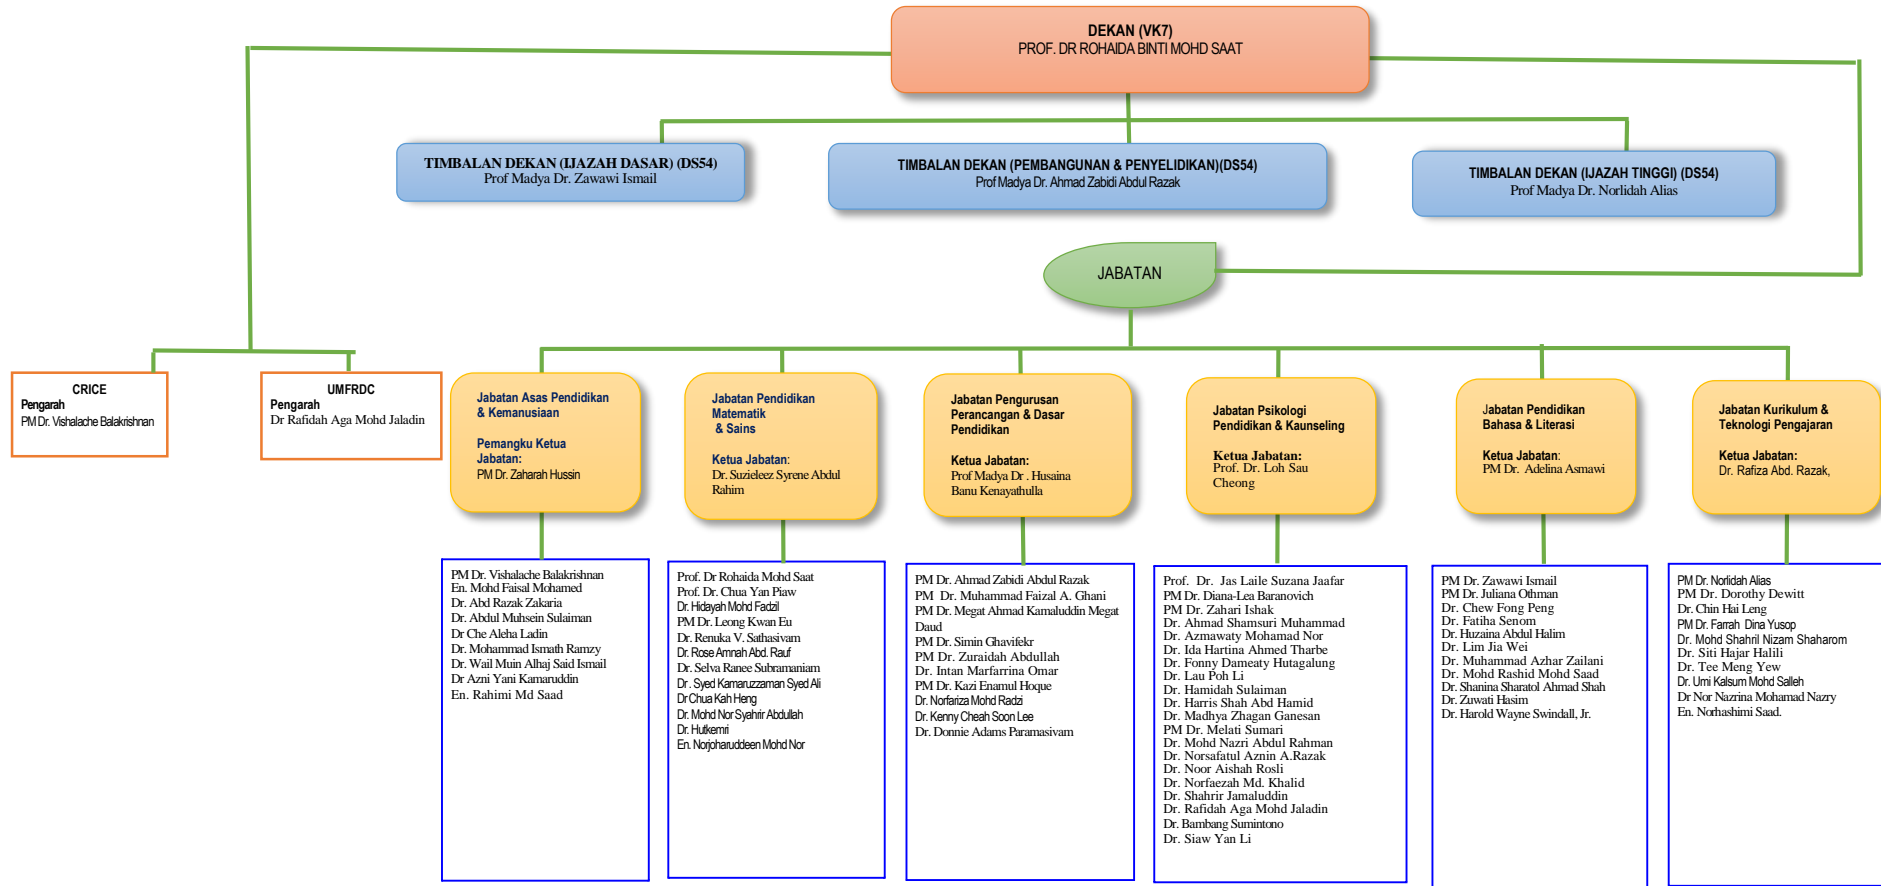 DEKAN (VK7)
PROF. DR ROHAIDA BINTI MOHD SAAT
TIMBALAN DEKAN (IJAZAH DASAR) (DS54)
Prof Madya Dr. Zawawi Ismail
TIMBALAN DEKAN (PEMBANGUNAN & PENYELIDIKAN)(DS54)
Prof Madya Dr. Ahmad Zabidi Abdul Razak
TIMBALAN DEKAN (IJAZAH TINGGI) (DS54)
Prof Madya Dr. Norlidah Alias
JABATAN
CRICE
Pengarah
PM Dr. Vishalache Balakrishnan
UMFRDC
Pengarah
Dr Rafidah Aga Mohd Jaladin
Jabatan Asas Pendidikan
& Kemanusiaan
Pemangku Ketua
Jabatan:
PM Dr. Zaharah Hussin
Jabatan Pendidikan
Matematik
& Sains
Ketua Jabatan:
Dr. Suzieleez Syrene Abdul
Rahim
Jabatan Pengurusan
Perancangan & Dasar
Pendidikan
Ketua Jabatan:
Prof Madya Dr . Husaina
Banu Kenayathulla
Jabatan Psikologi
Pendidikan & Kaunseling
Ketua Jabatan:
Prof. Dr. Loh Sau
Cheong
Jabatan Pendidikan
Bahasa & Literasi
Ketua Jabatan:
PM Dr. Adelina Asmawi
Jabatan Kurikulum &
Teknologi Pengajaran
Ketua Jabatan:
Dr. Rafiza Abd. Razak,
PM Dr. Vishalache Balakrishnan
En. Mohd Faisal Mohamed
Dr. Abd Razak Zakaria
Dr. Abdul Muhsein Sulaiman
Dr Che Aleha Ladin
Dr. Mohammad Ismath Ramzy
Dr. Wail Muin Alhaj Said Ismail
Dr Azni Yani Kamaruddin
En. Rahimi Md Saad
Prof. Dr Rohaida Mohd Saat
Prof. Dr. Chua Yan Piaw
Dr. Hidayah Mohd Fadzil
PM Dr. Leong Kwan Eu
Dr. Renuka V. Sathasivam
Dr. Rose Amnah Abd. Rauf
Dr. Selva Ranee Subramaniam
Dr . Syed Kamaruzzaman Syed Ali
Dr Chua Kah Heng
Dr. Mohd Nor Syahrir Abdullah
Dr. Hutkemri
En. Norjoharuddeen Mohd Nor
PM Dr. Ahmad Zabidi Abdul Razak
PM Dr. Muhammad Faizal A. Ghani
PM Dr. Megat Ahmad Kamaluddin Megat
Daud
PM Dr. Simin Ghavifekr
PM Dr. Zuraidah Abdullah
Dr. Intan Marfarrina Omar
PM Dr. Kazi Enamul Hoque
Dr. Norfariza Mohd Radzi
Dr. Kenny Cheah Soon Lee
Dr. Donnie Adams Paramasivam
Prof. Dr. Jas Laile Suzana Jaafar
PM Dr. Diana-Lea Baranovich
PM Dr. Zahari Ishak
Dr. Ahmad Shamsuri Muhammad
Dr. Azmawaty Mohamad Nor
Dr. Ida Hartina Ahmed Tharbe
Dr. Fonny Dameaty Hutagalung
Dr. Lau Poh Li
Dr. Hamidah Sulaiman
Dr. Harris Shah Abd Hamid
Dr. Madhya Zhagan Ganesan
PM Dr. Melati Sumari
Dr. Mohd Nazri Abdul Rahman
Dr. Norsafatul Aznin A.Razak
Dr. Noor Aishah Rosli
Dr. Norfaezah Md. Khalid
Dr. Shahrir Jamaluddin
Dr. Rafidah Aga Mohd Jaladin
Dr. Bambang Sumintono
Dr. Siaw Yan Li
PM Dr. Zawawi Ismail
PM Dr. Juliana Othman
Dr. Chew Fong Peng
Dr. Fatiha Senom
Dr. Huzaina Abdul Halim
Dr. Lim Jia Wei
Dr. Muhammad Azhar Zailani
Dr. Mohd Rashid Mohd Saad
Dr. Shanina Sharatol Ahmad Shah
Dr. Zuwati Hasim
Dr. Harold Wayne Swindall, Jr.
PM Dr. Norlidah Alias
PM Dr. Dorothy Dewitt
Dr. Chin Hai Leng
PM Dr. Farrah Dina Yusop
Dr. Mohd Shahril Nizam Shaharom
Dr. Siti Hajar Halili
Dr. Tee Meng Yew
Dr. Umi Kalsum Mohd Salleh
Dr Nor Nazrina Mohamad Nazry
En. Norhashimi Saad.